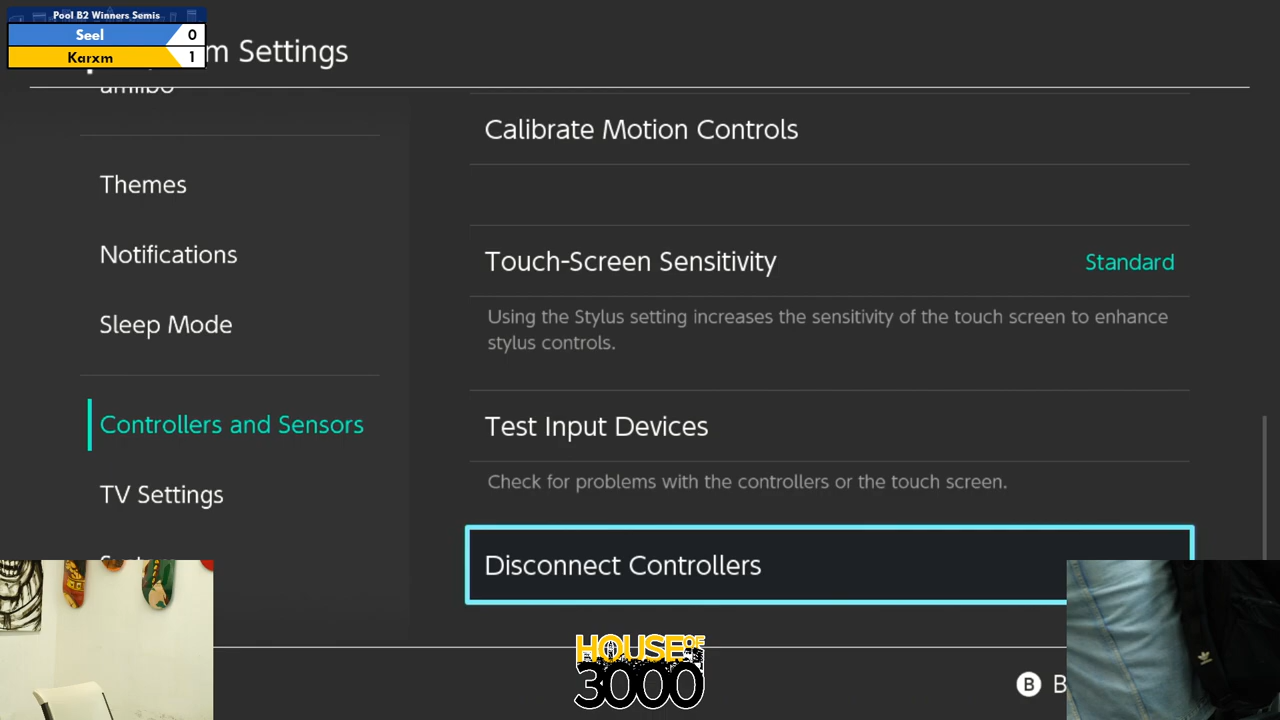 Pool B2 Winners Semis
Seel 0
Karxm 1
m Settings
amiibo
Themes
Notifications
Sleep Mode
Controllers and Sensors
TV Settings
Calibrate Motion Controls
Touch-Screen Sensitivity Standard
Using the Stylus setting increases the sensitivity of the touch screen to enhance
stylus controls.
Test Input Devices
Check for problems with the controllers or the touch screen.
Disconnect Controllers
HOUSE OF
3000
B B